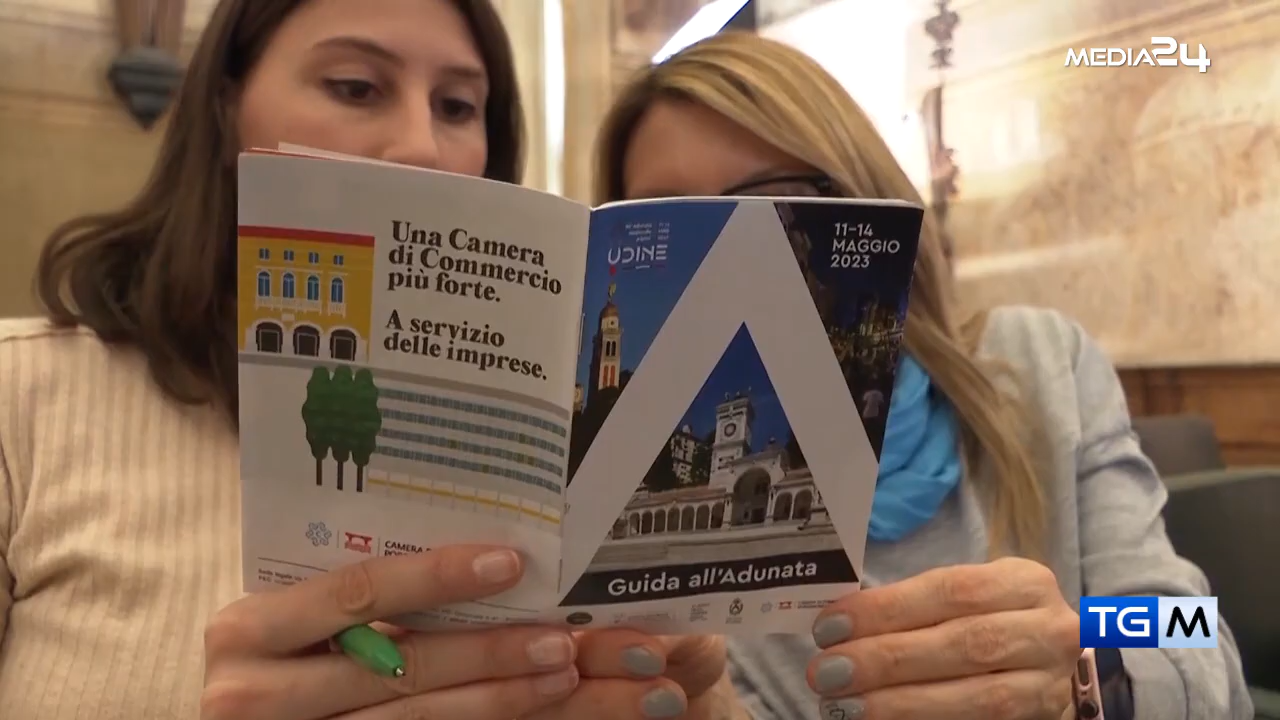 MEDIA24
Una Camera
di Commercio
più forte.
A servizio
delle imprese.
UDINE
11-14
MAGGIO
2023
Guida all'Adunata
CAMERA
TGM